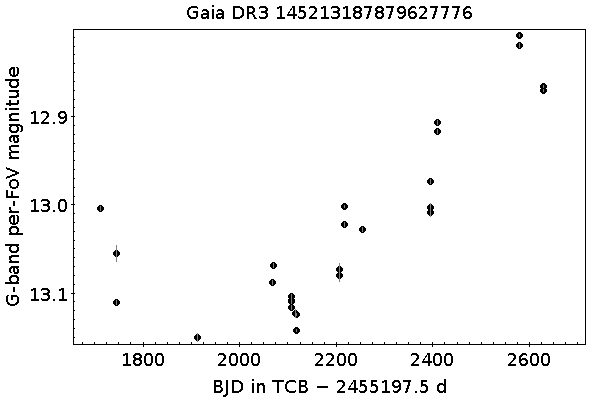 Gaia DR3 145213187879627776
G-band per-FoV magnitude
12.9
13.0
13.1
1800 2000 2200 2400 2600
BJD in TCB − 2455197.5 d